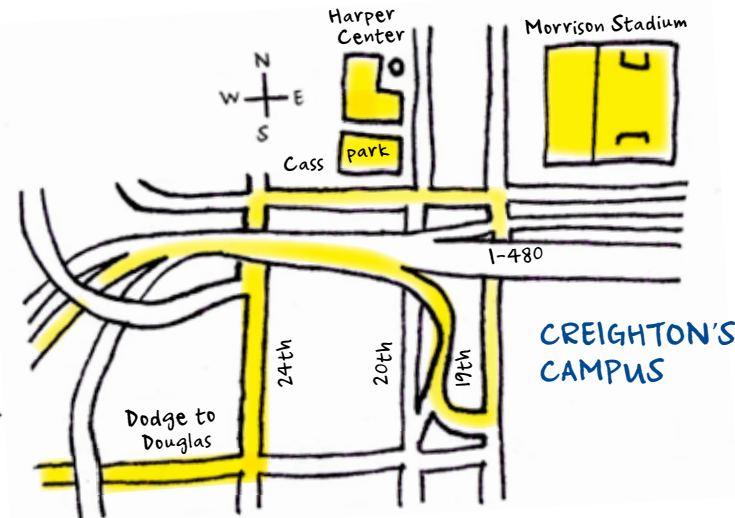 Harper
Center
Morrison Stadium
N
W
E
S
park
Cass
I-480
24th
20th
19th
CREIGHTON'S
CAMPUS
Dodge to
Douglas